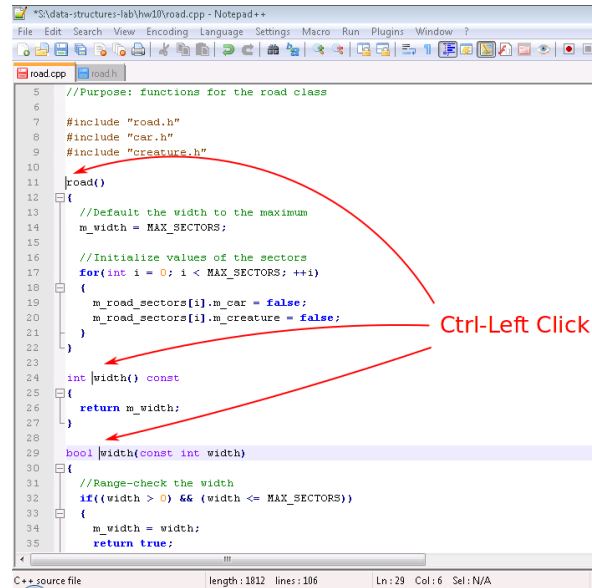 *S:\data-structures-lab\hw10\road.cpp - Notepad++
File Edit Search View Encoding Language Settings Macro Run Plugins Window ?
road.cpp road.h
5 //Purpose: functions for the road class
6
7 #include "road.h"
8 #include "car.h"
9 #include "creature.h"
10
11 road()
12 {
13 //Default the width to the maximum
14 m_width = MAX_SECTORS;
15
16 //Initialize values of the sectors
17 for(int i = 0; i < MAX_SECTORS; ++i)
18 {
19 m_road_sectors[i].m_car = false;
20 m_road_sectors[i].m_creature = false;
21 }
22 }
Ctrl-Left Click
23
24 int width() const
25 {
26 return m_width;
27 }
28
29 bool width(const int width)
30 {
31 //Range-check the width
32 if((width > 0) && (width <= MAX_SECTORS))
33 {
34 m_width = width;
35 return true;
C++ source file length : 1812 lines : 106 Ln : 29 Col : 6 Sel : N/A